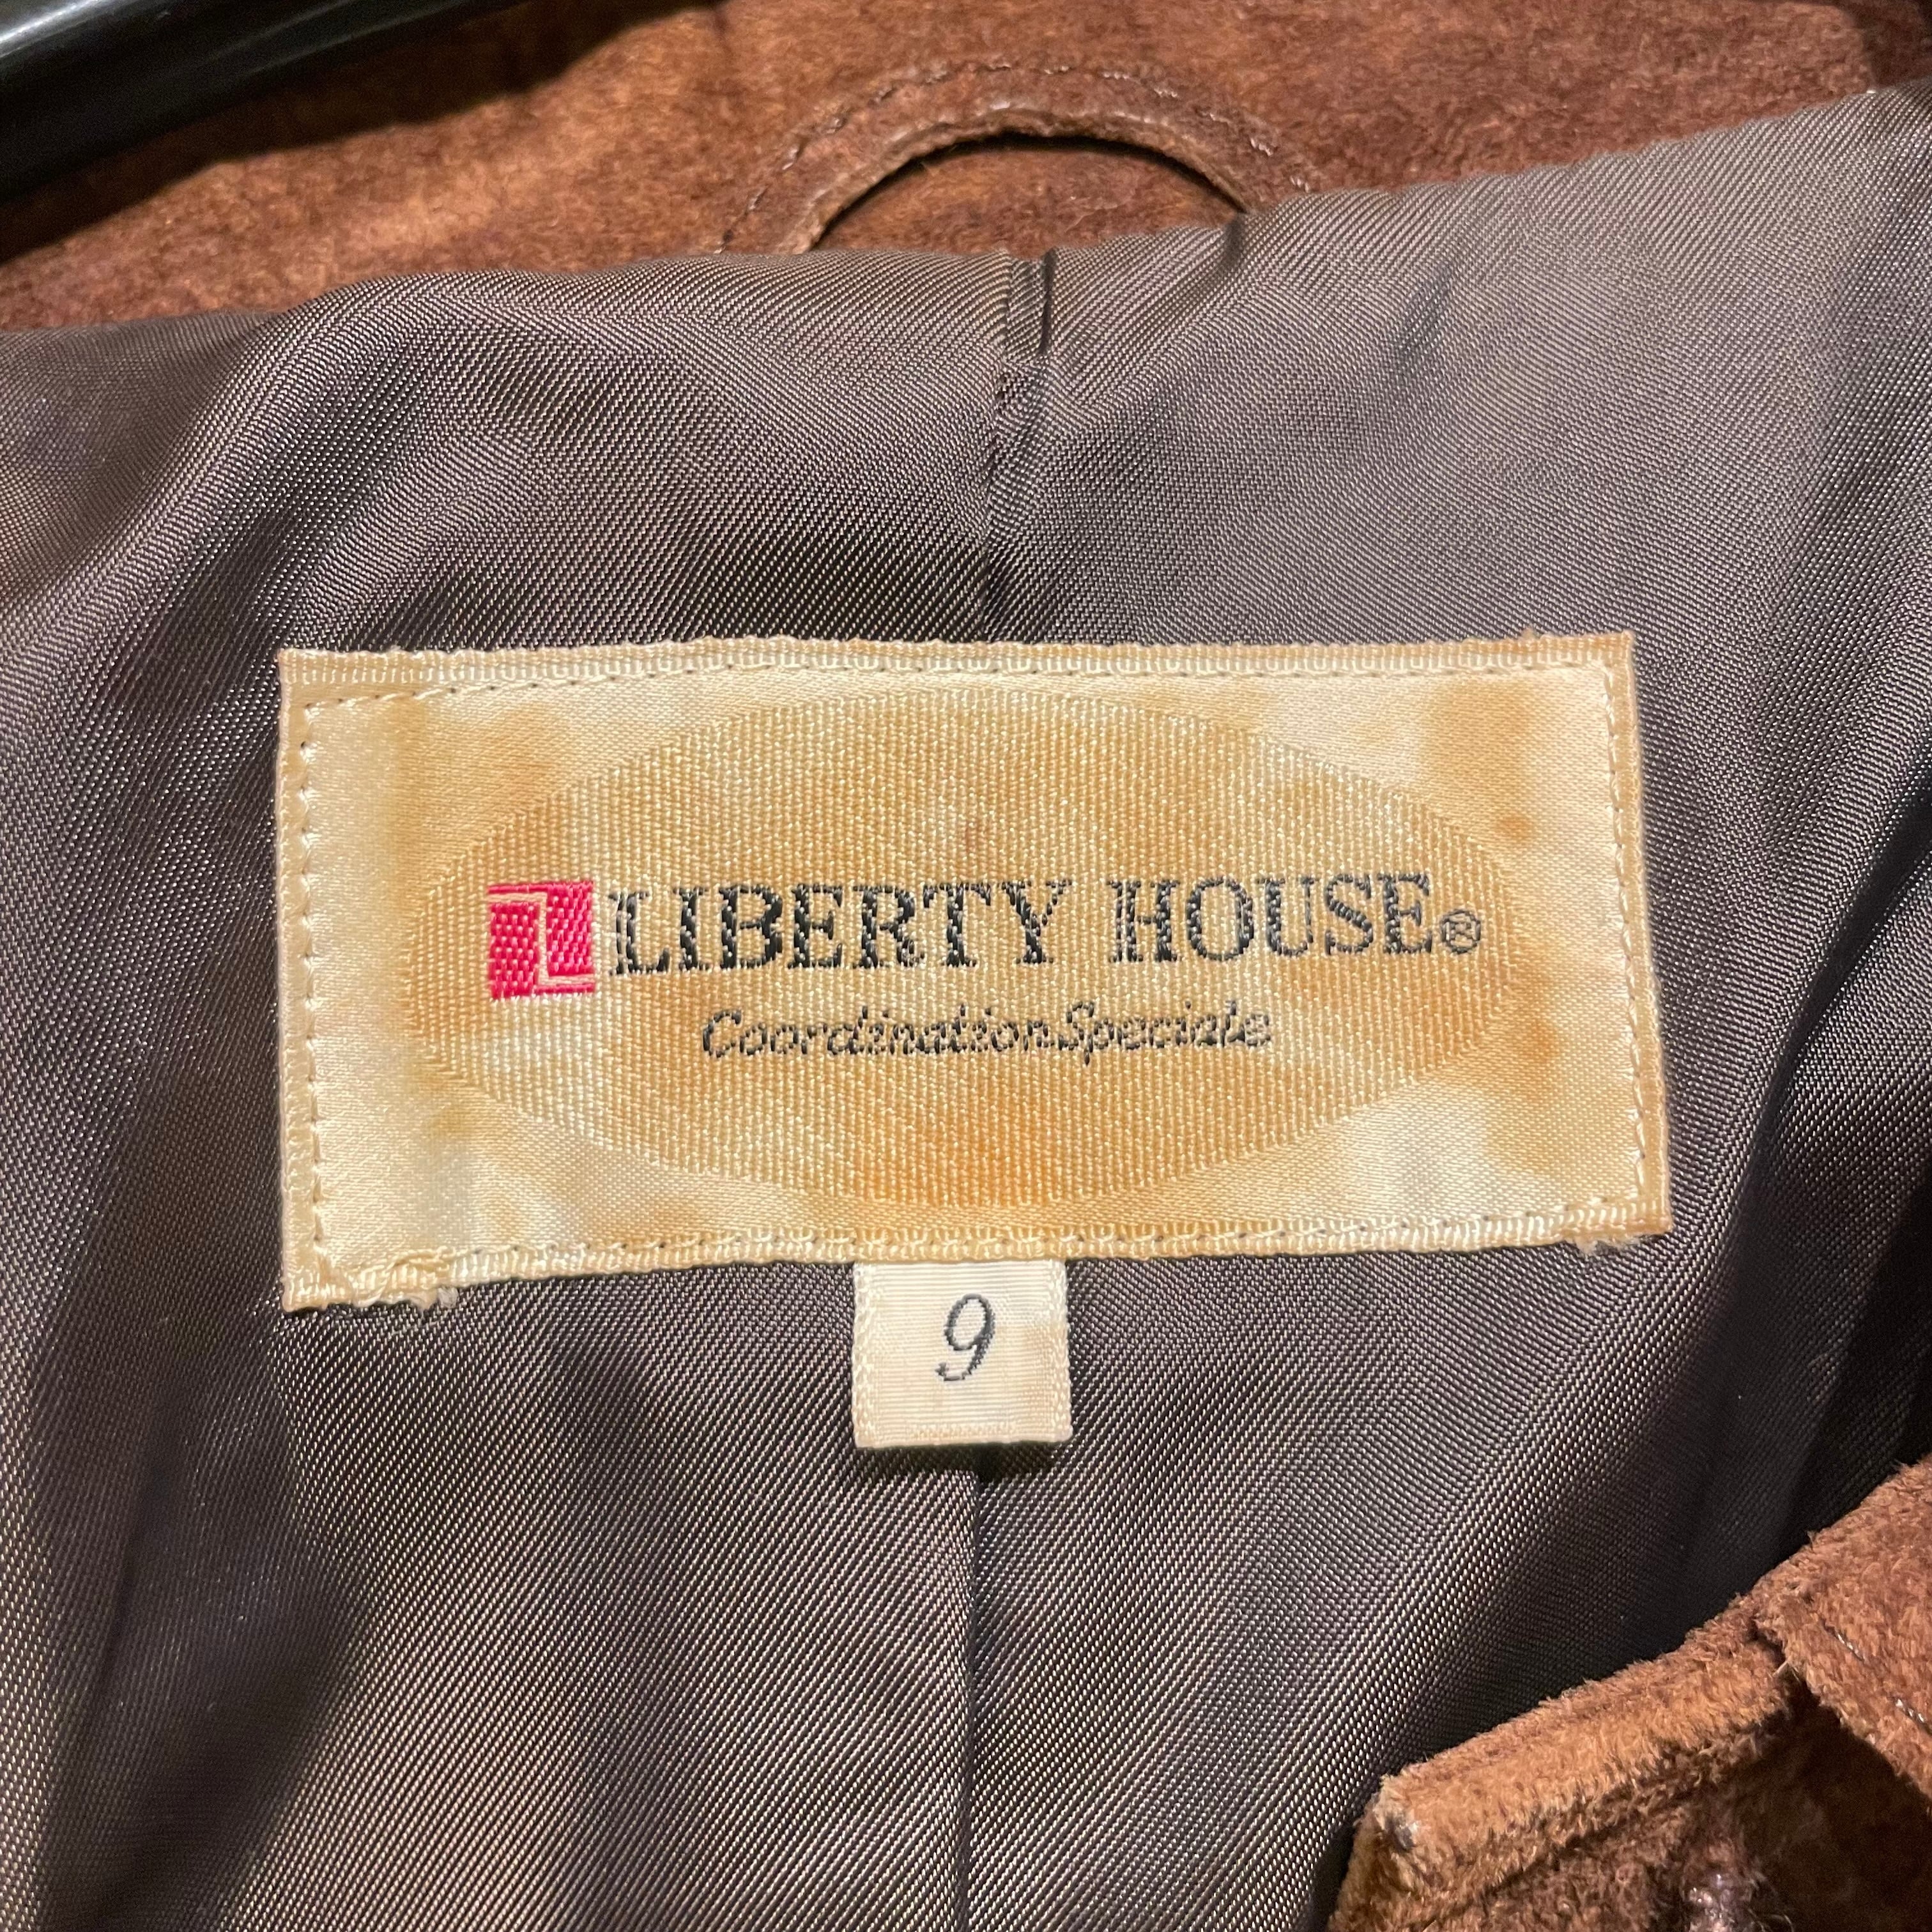 LIBERTY HOUSE®
Coordination Speciale
9